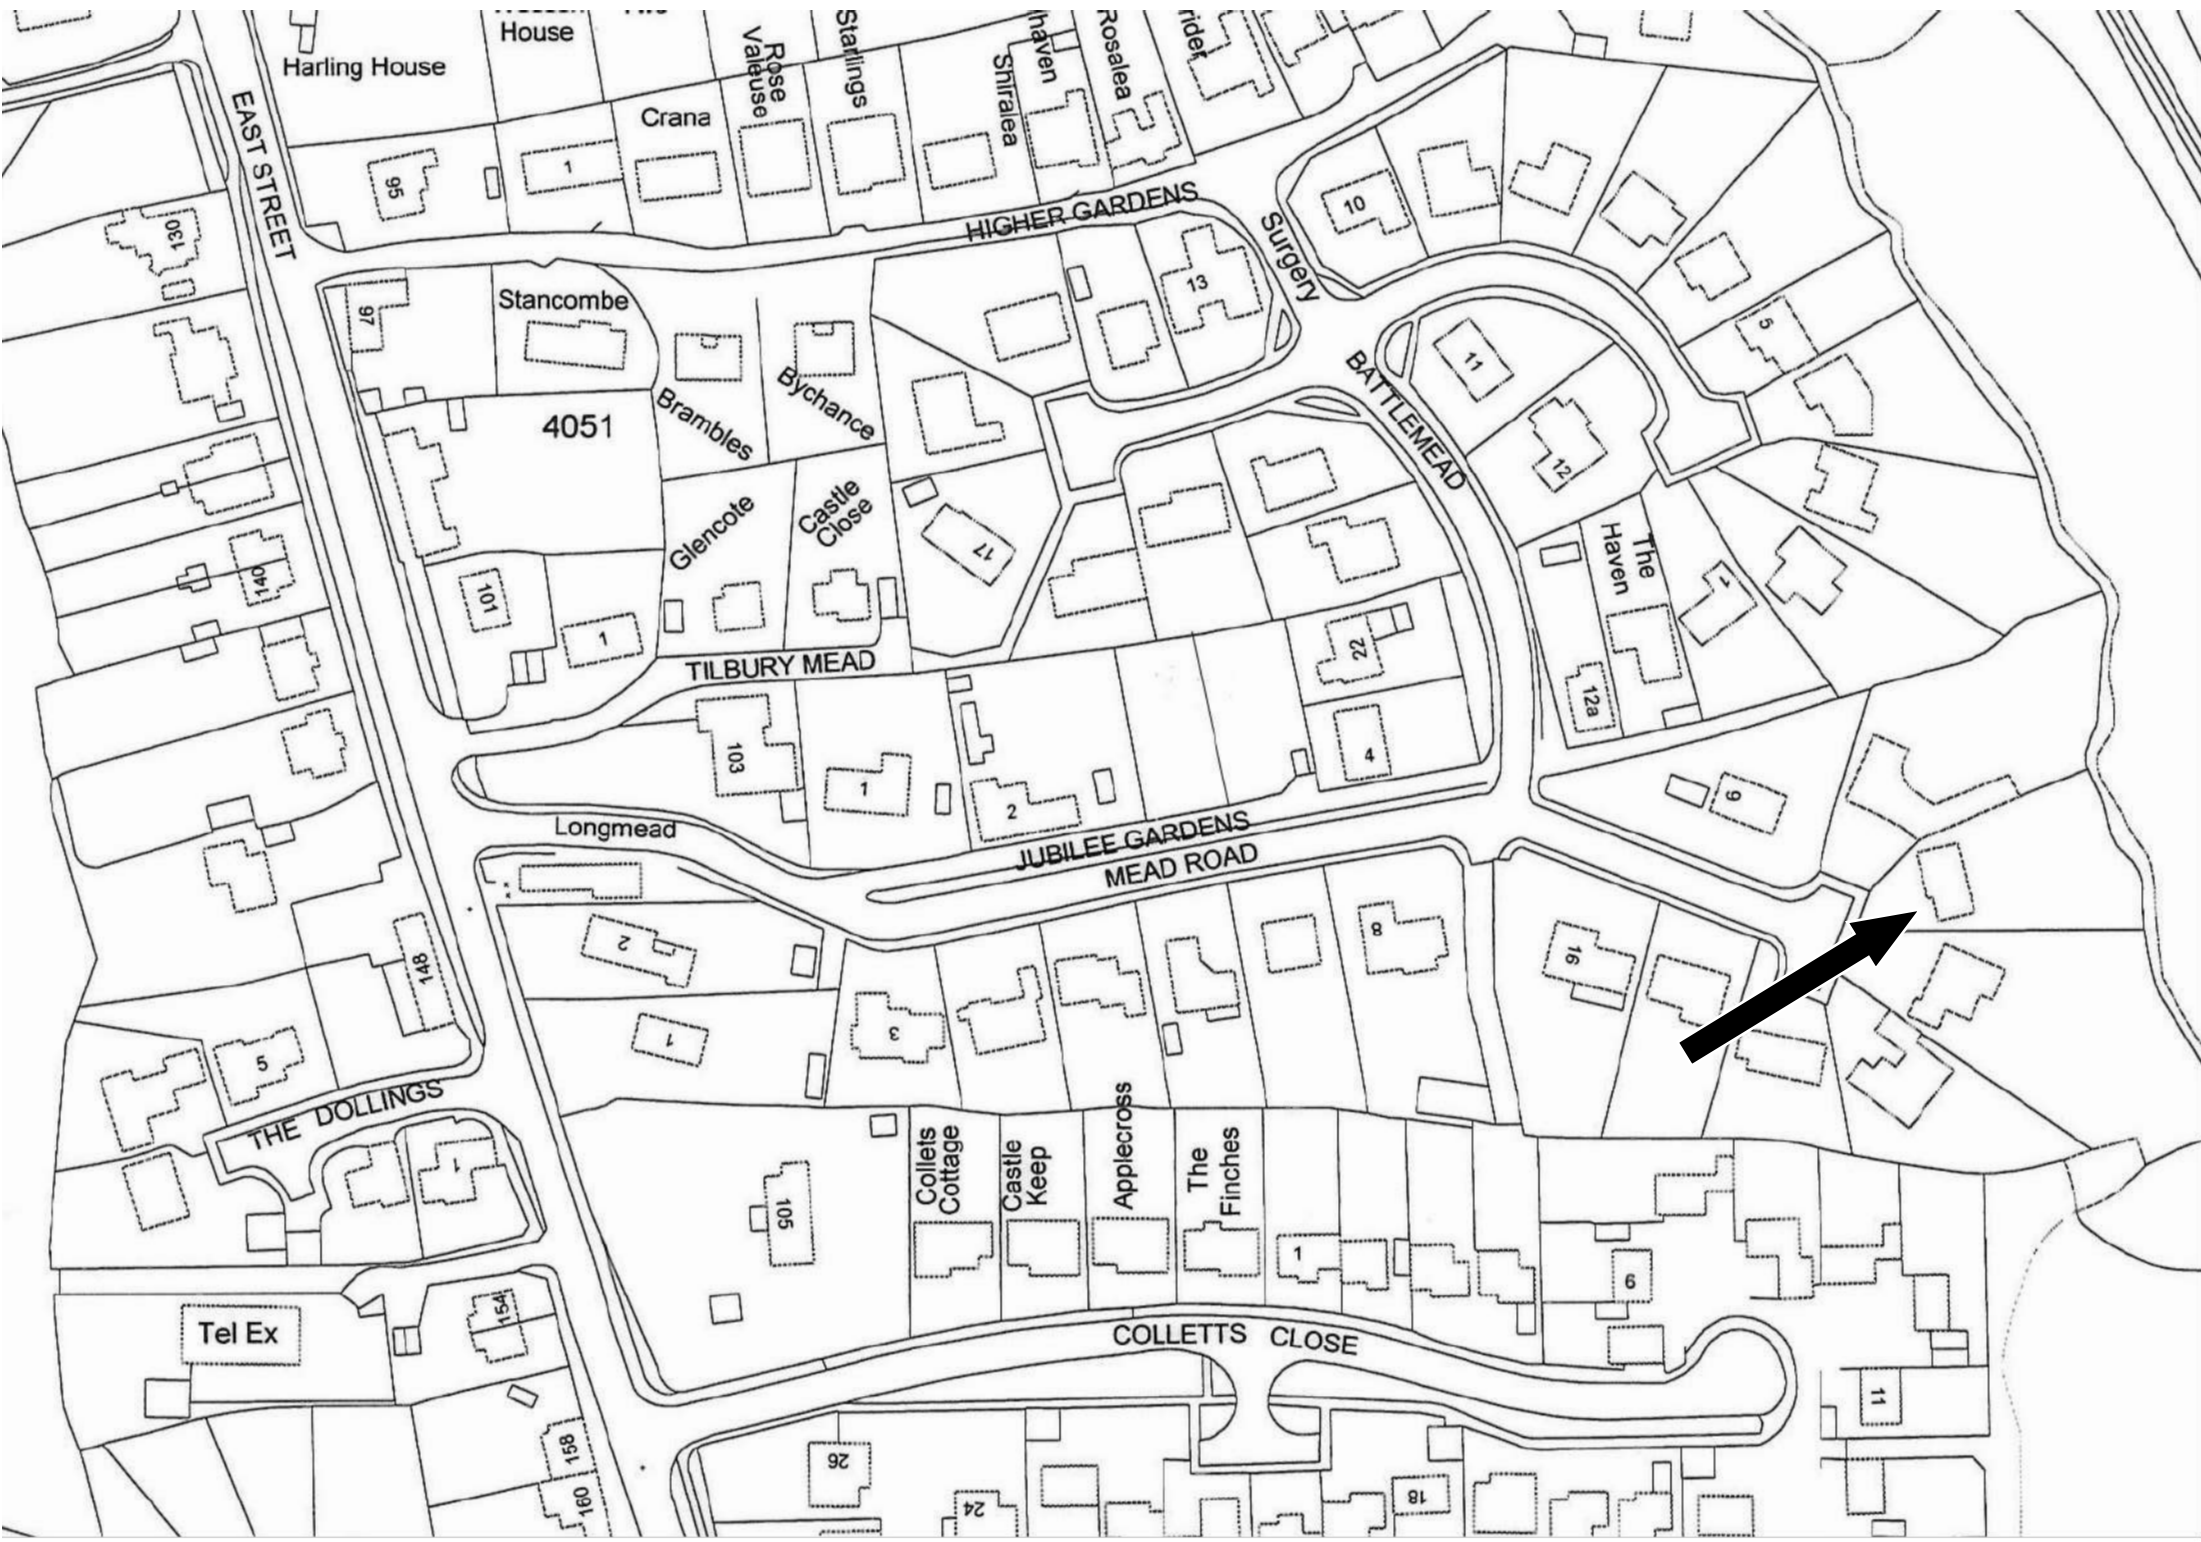 House
Harling House
EAST STREET
Rose
Valeuse
Starlings
Shiralea
haven
Rosalea
rider
Crana
95
1
130
HIGHER GARDENS
Surgery
10
97
Stancombe
13
5
11
BATTLEMEAD
Brambles
Bychance
4051
12
Glencote
Castle
Close
17
140
101
1
The
Haven
1
TILBURY MEAD
22
12a
103
1
2
4
9
Longmead
JUBILEE GARDENS
MEAD ROAD
2
8
16
148
1
3
5
THE DOLLINGS
1
Collets
Cottage
Castle
Keep
Applecross
The
Finches
105
1
9
154
Tel Ex
COLLETTS CLOSE
11
158
26
160
24
18